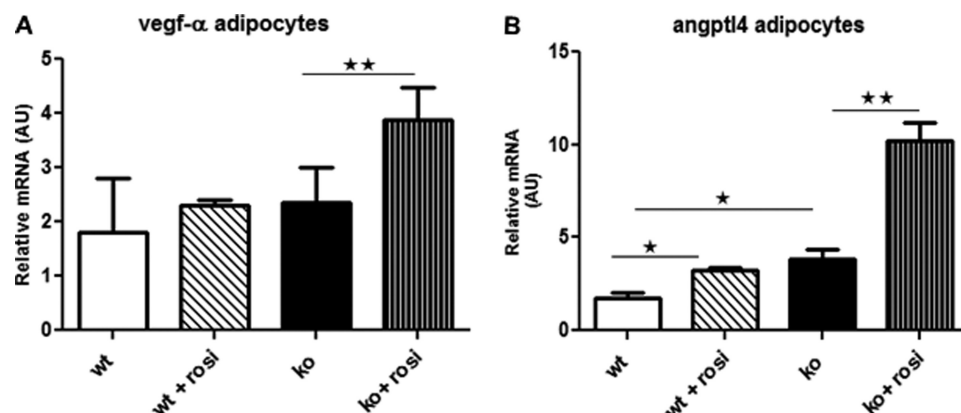 A
vegf-α adipocytes
Relative mRNA (AU)
5
4
3
2
1
0
★★
wt
wt + rosi
ko
ko+ rosi
B
angptl4 adipocytes
Relative mRNA
(AU)
15
10
5
0
★
★
★★
wt
wt + rosi
ko
ko+ rosi